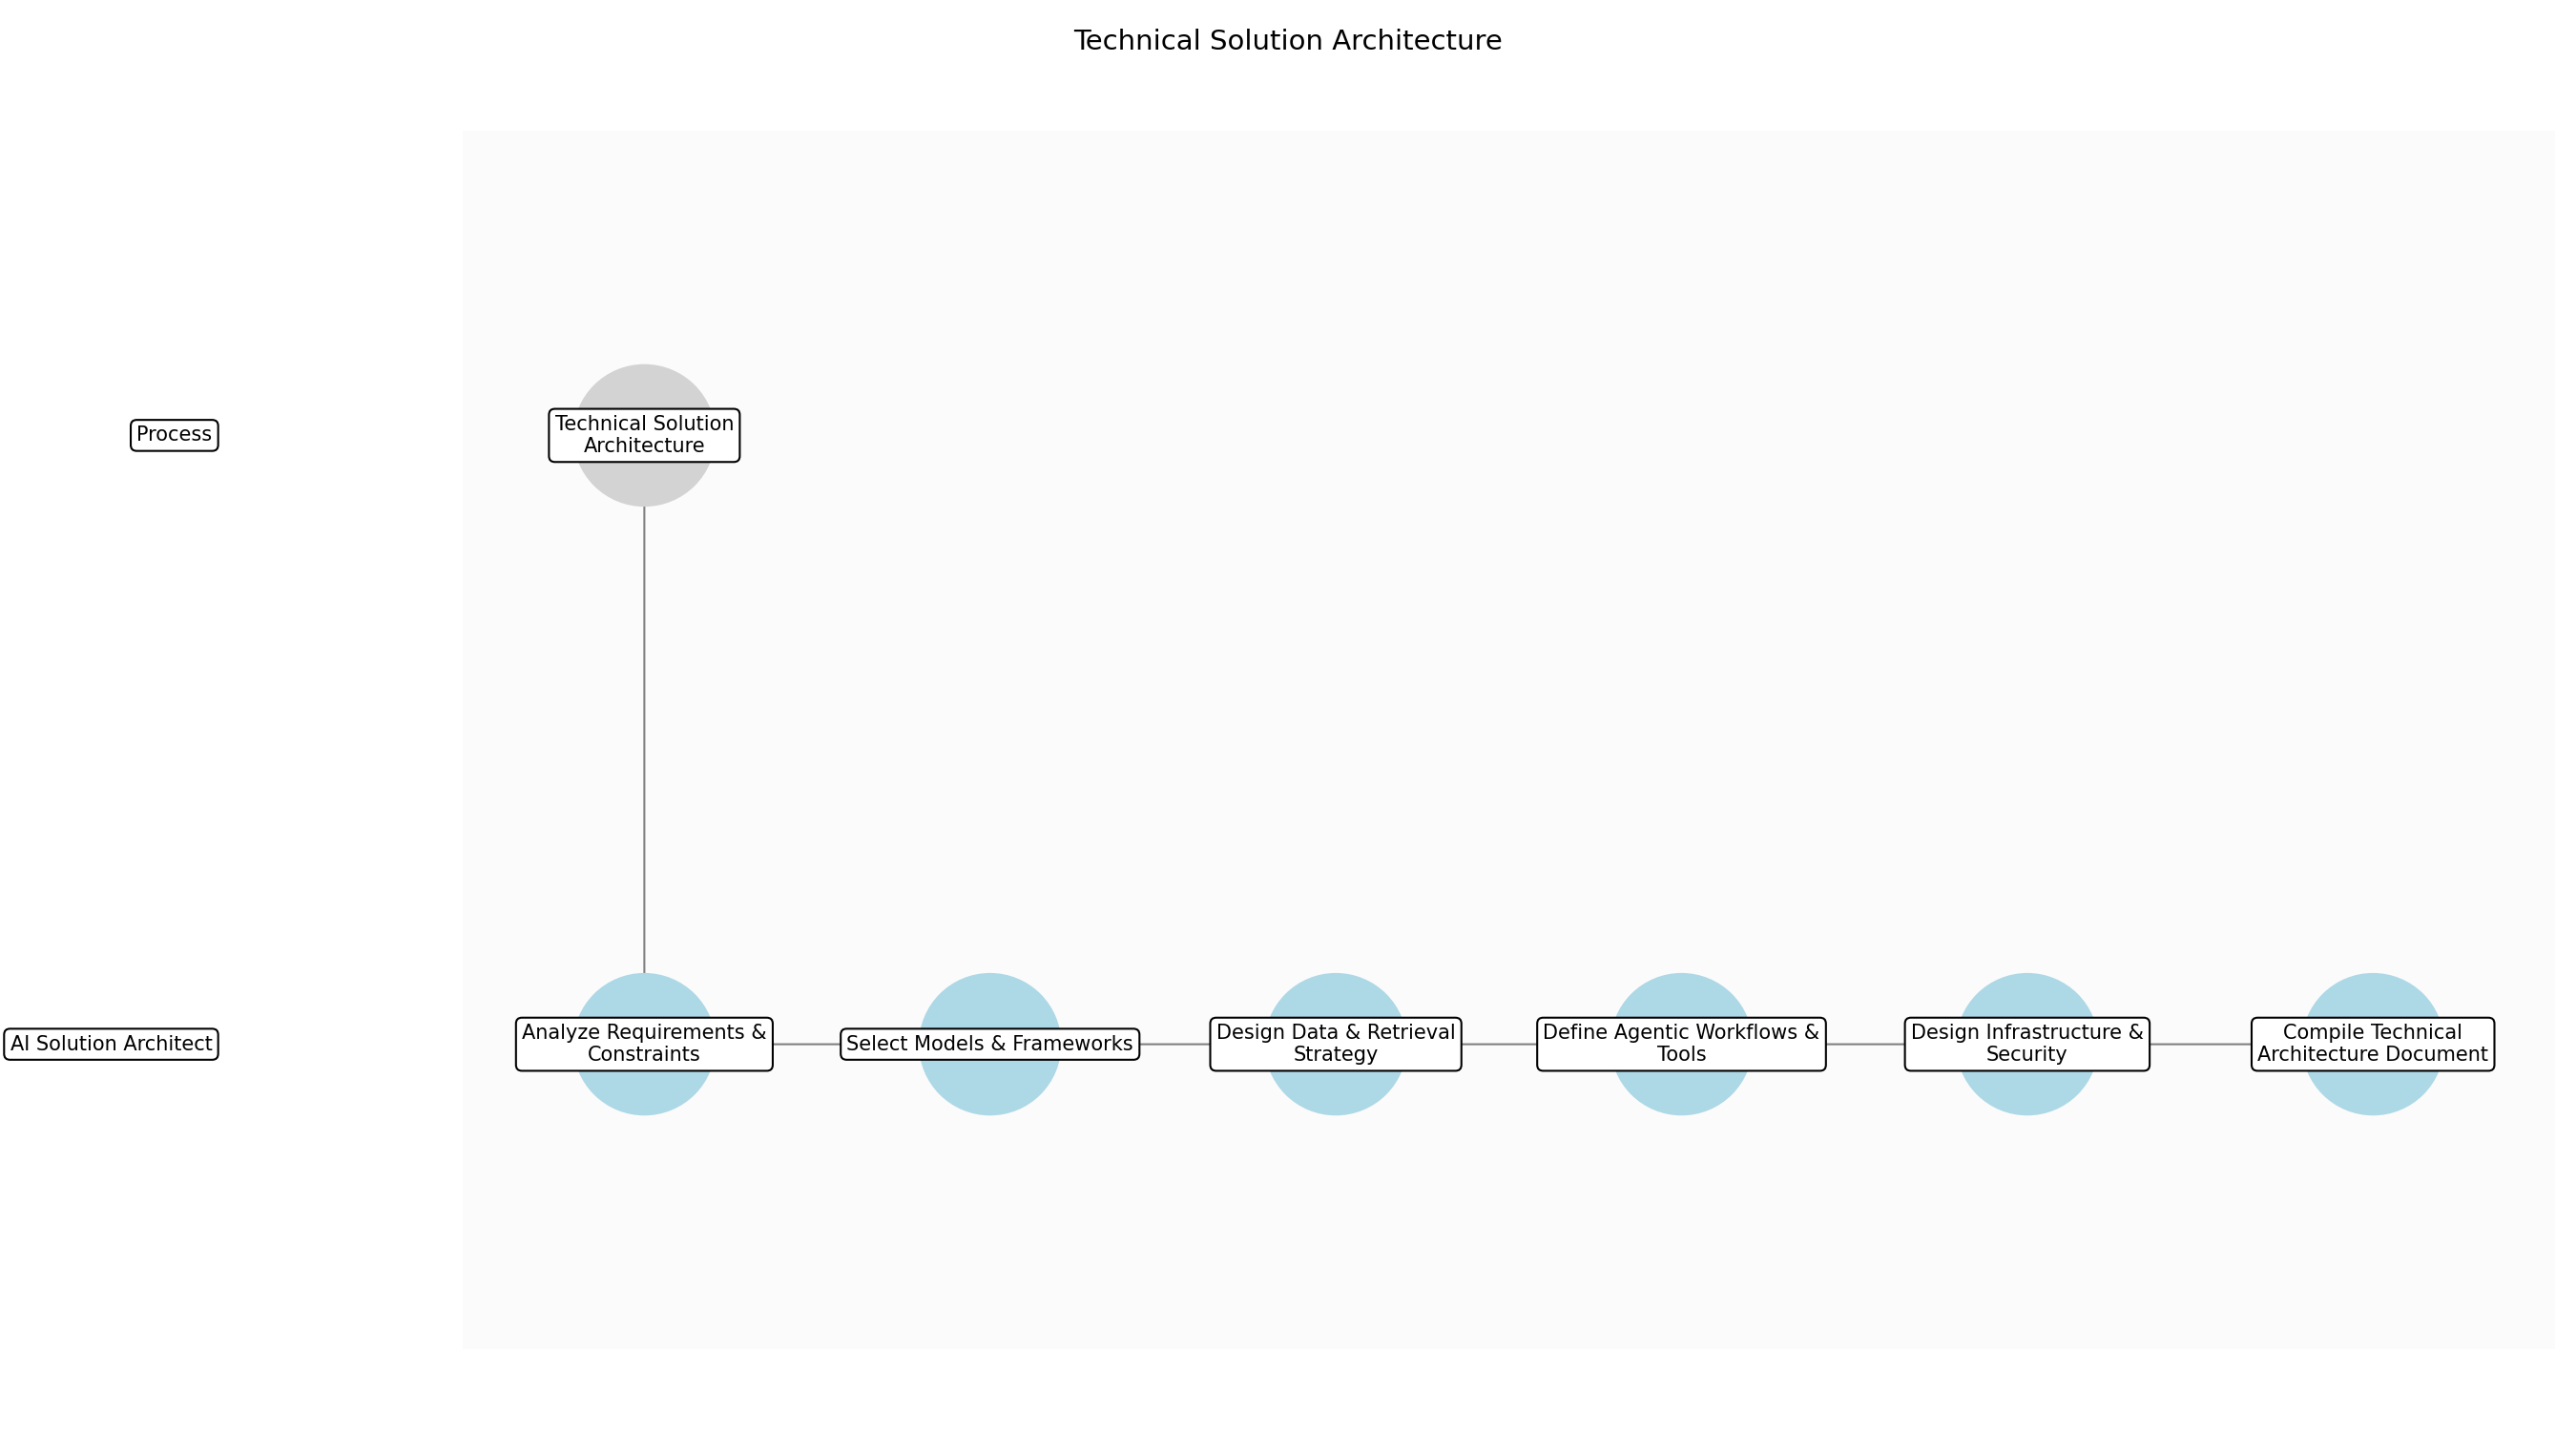 Technical Solution Architecture
Process
Technical Solution
Architecture
AI Solution Architect
Analyze Requirements &
Constraints
Select Models & Frameworks
Design Data & Retrieval
Strategy
Define Agentic Workflows &
Tools
Design Infrastructure &
Security
Compile Technical
Architecture Document